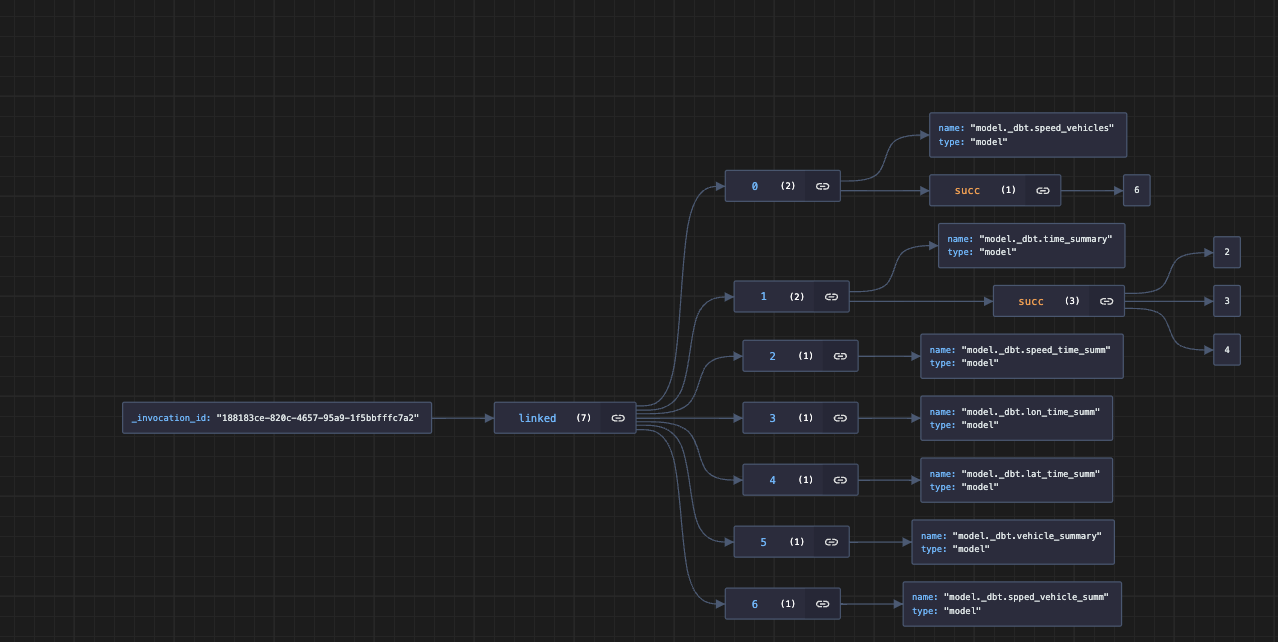 name: "model._dbt.speed_vehicles"
type: "model"
0 (2)
succ (1)
6
name: "model._dbt.time_summary"
type: "model"
2
1 (2)
succ (3)
3
4
2 (1)
name: "model._dbt.speed_time_summ"
type: "model"
_invocation_id: "188183ce-820c-4657-95a9-1f5bbfffc7a2"
linked (7)
3 (1)
name: "model._dbt.lon_time_summ"
type: "model"
4 (1)
name: "model._dbt.lat_time_summ"
type: "model"
5 (1)
name: "model._dbt.vehicle_summary"
type: "model"
6 (1)
name: "model._dbt.spped_vehicle_summ"
type: "model"